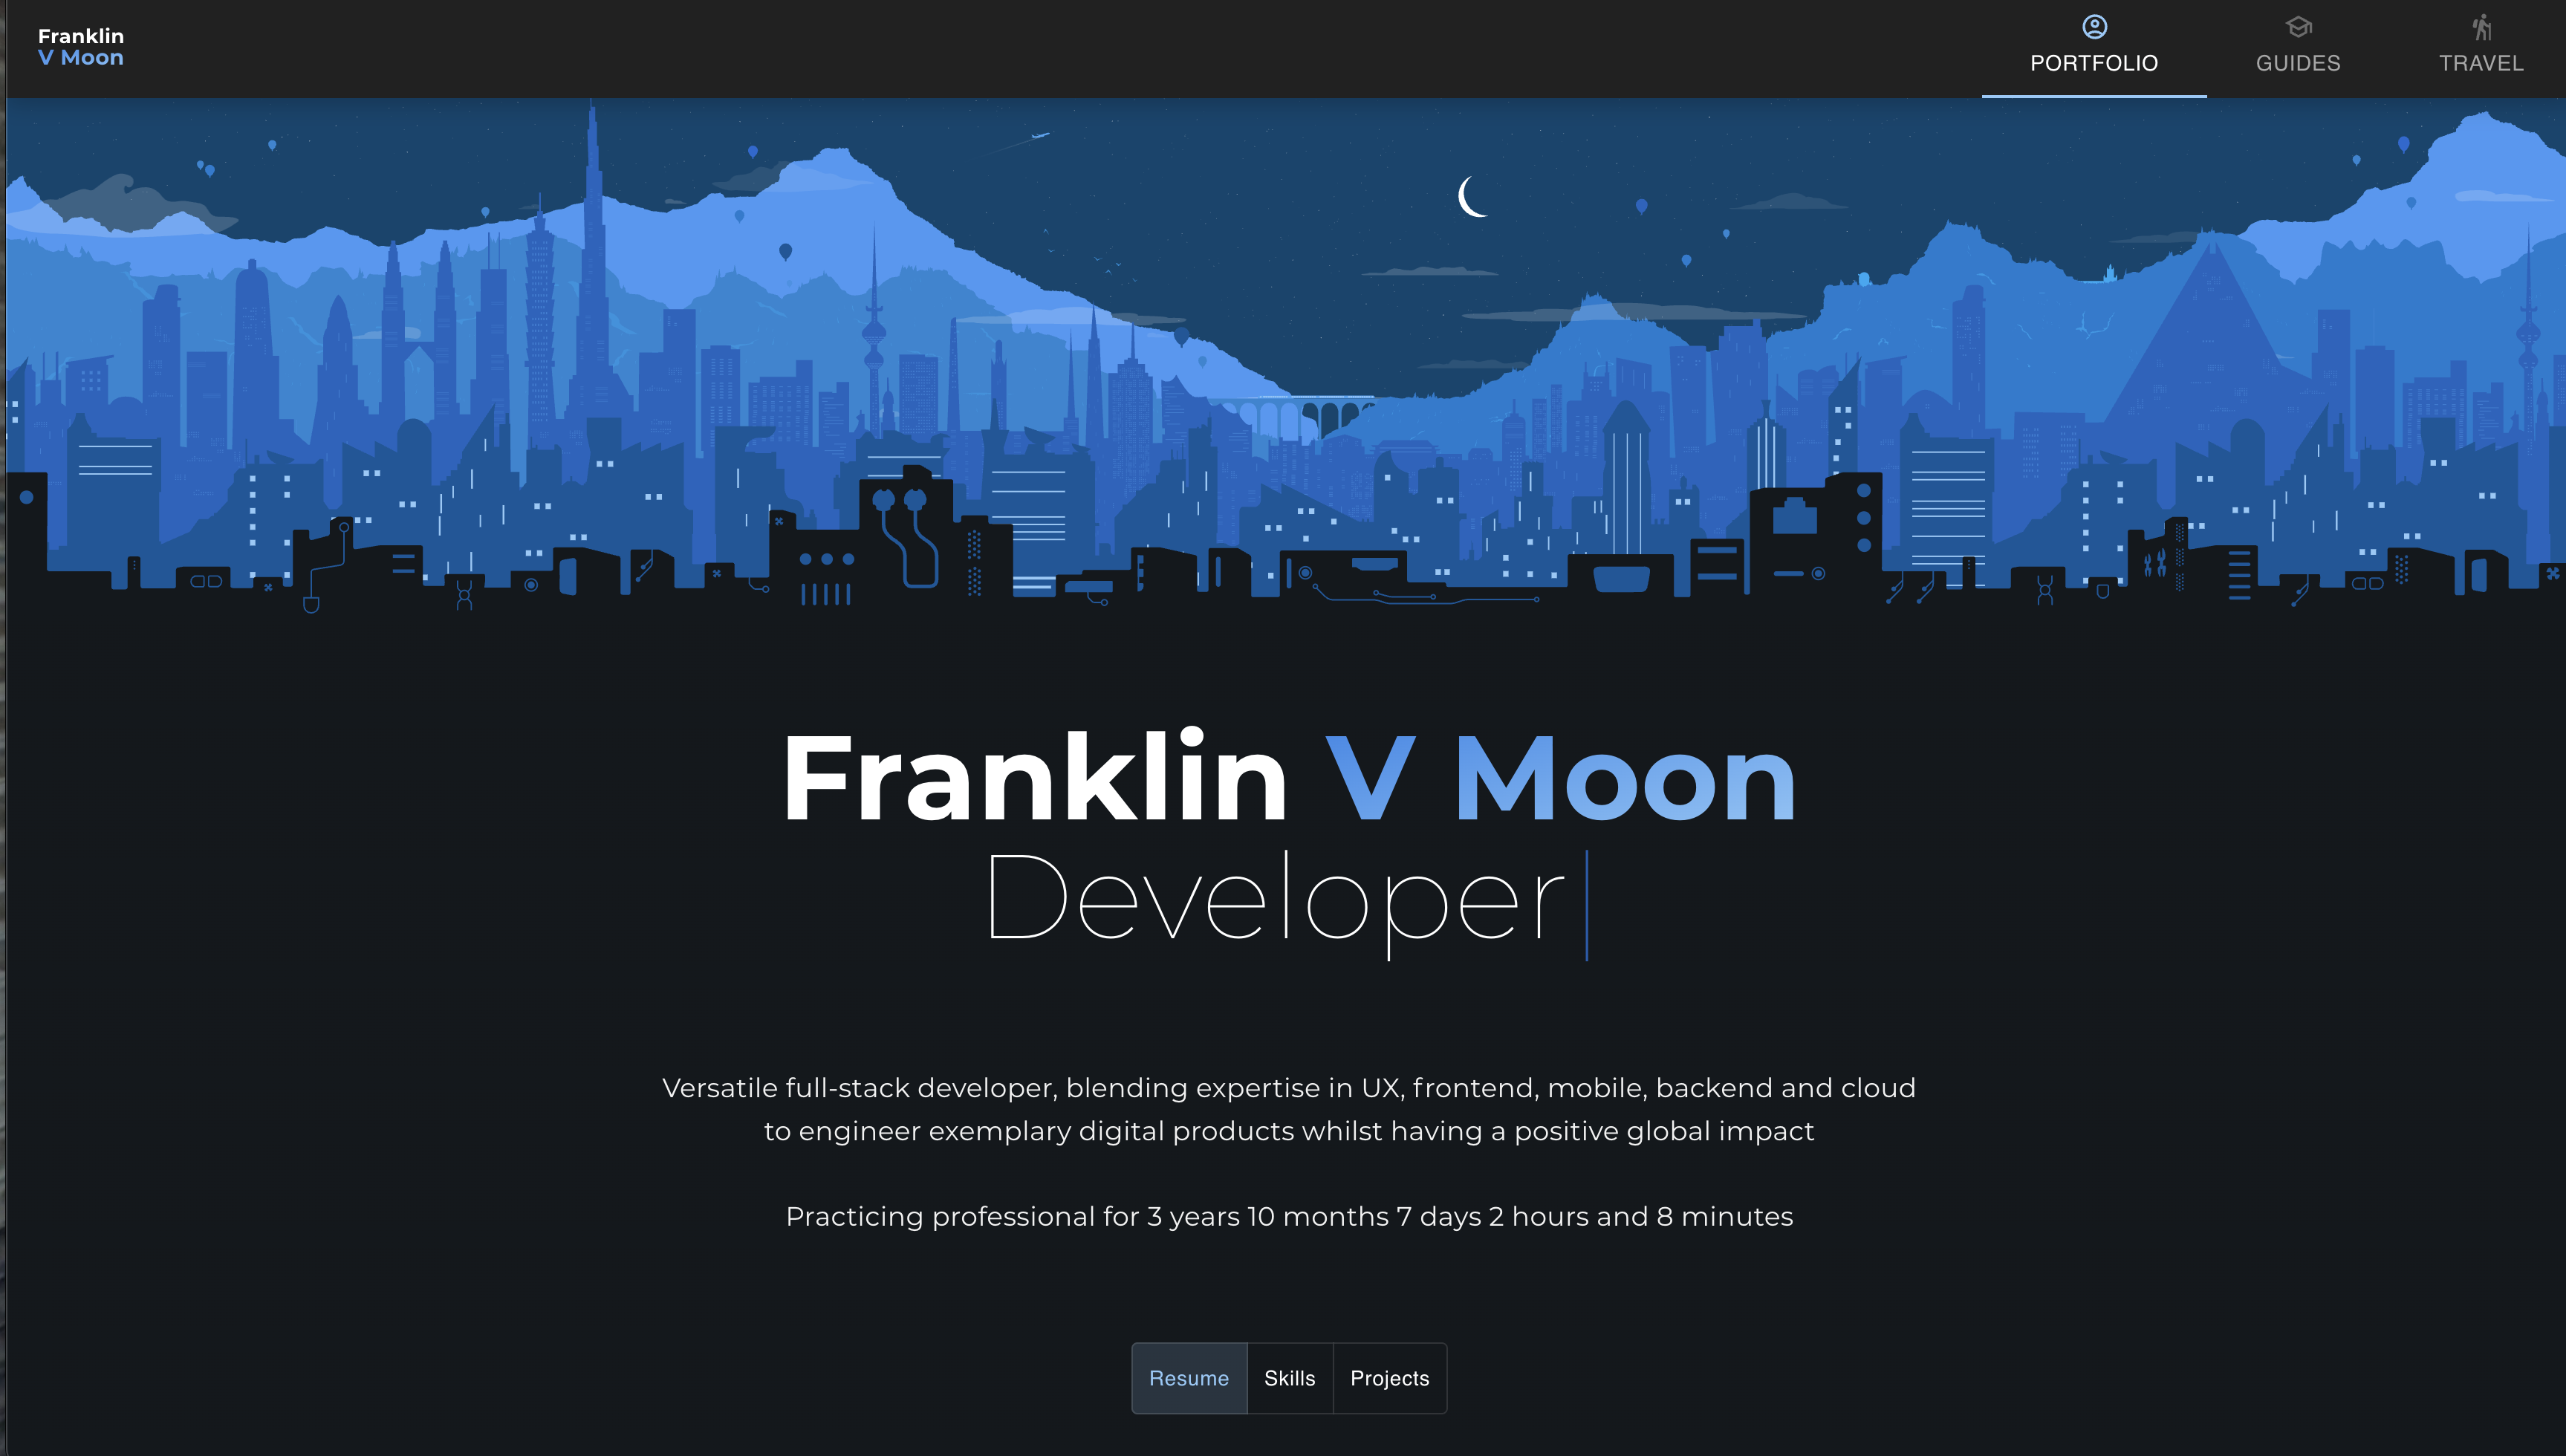 Franklin
V Moon
PORTFOLIO
GUIDES
TRAVEL
Franklin V Moon
Developer
Versatile full-stack developer, blending expertise in UX, frontend, mobile, backend and cloud
to engineer exemplary digital products whilst having a positive global impact
Practicing professional for 3 years 10 months 7 days 2 hours and 8 minutes
Resume
Skills
Projects